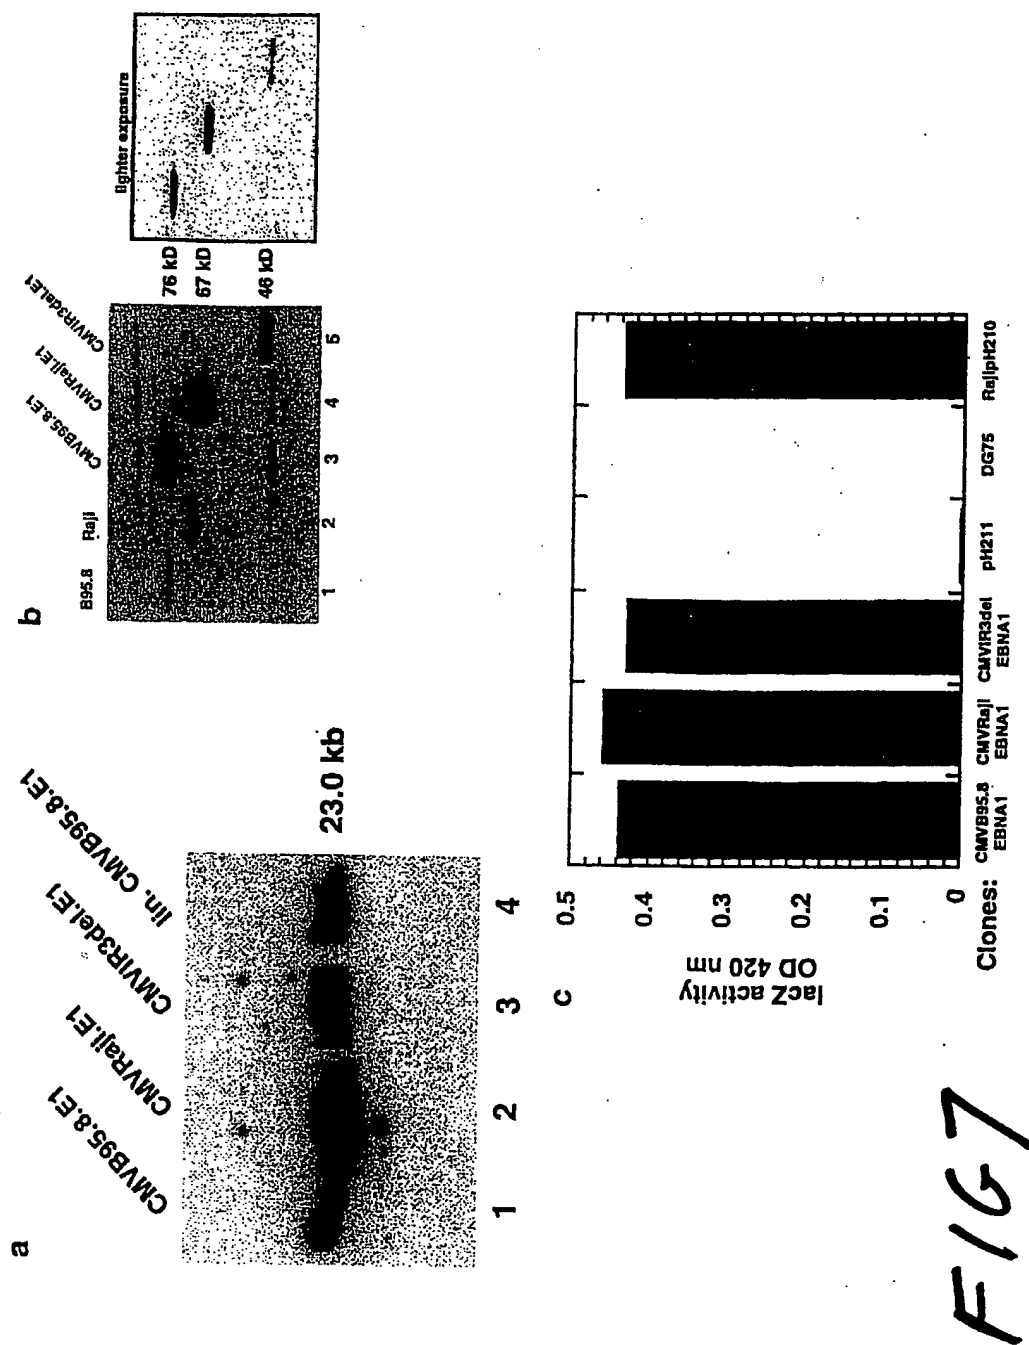 a
CMVB95.8.E1
CMVRaji.E1
CMVIR3del.E1
lin. CMVB95.8.E1
23.0 kb
1 2 3 4
b
B95.8
Raji
CMVB95.8.E1
CMVRaji.E1
CMVIR3del.E1
1 2 3 4 5
76 kD
67 kD
46 kD
lighter exposure
c
lacZ activity
OD 420 nm
0.5
0.4
0.3
0.2
0.1
0
Clones:
CMVB95.8
EBNA1
CMVRaji
EBNA1
CMVIR3del
EBNA1
pH211
DG75
RajipH210
FIG 7